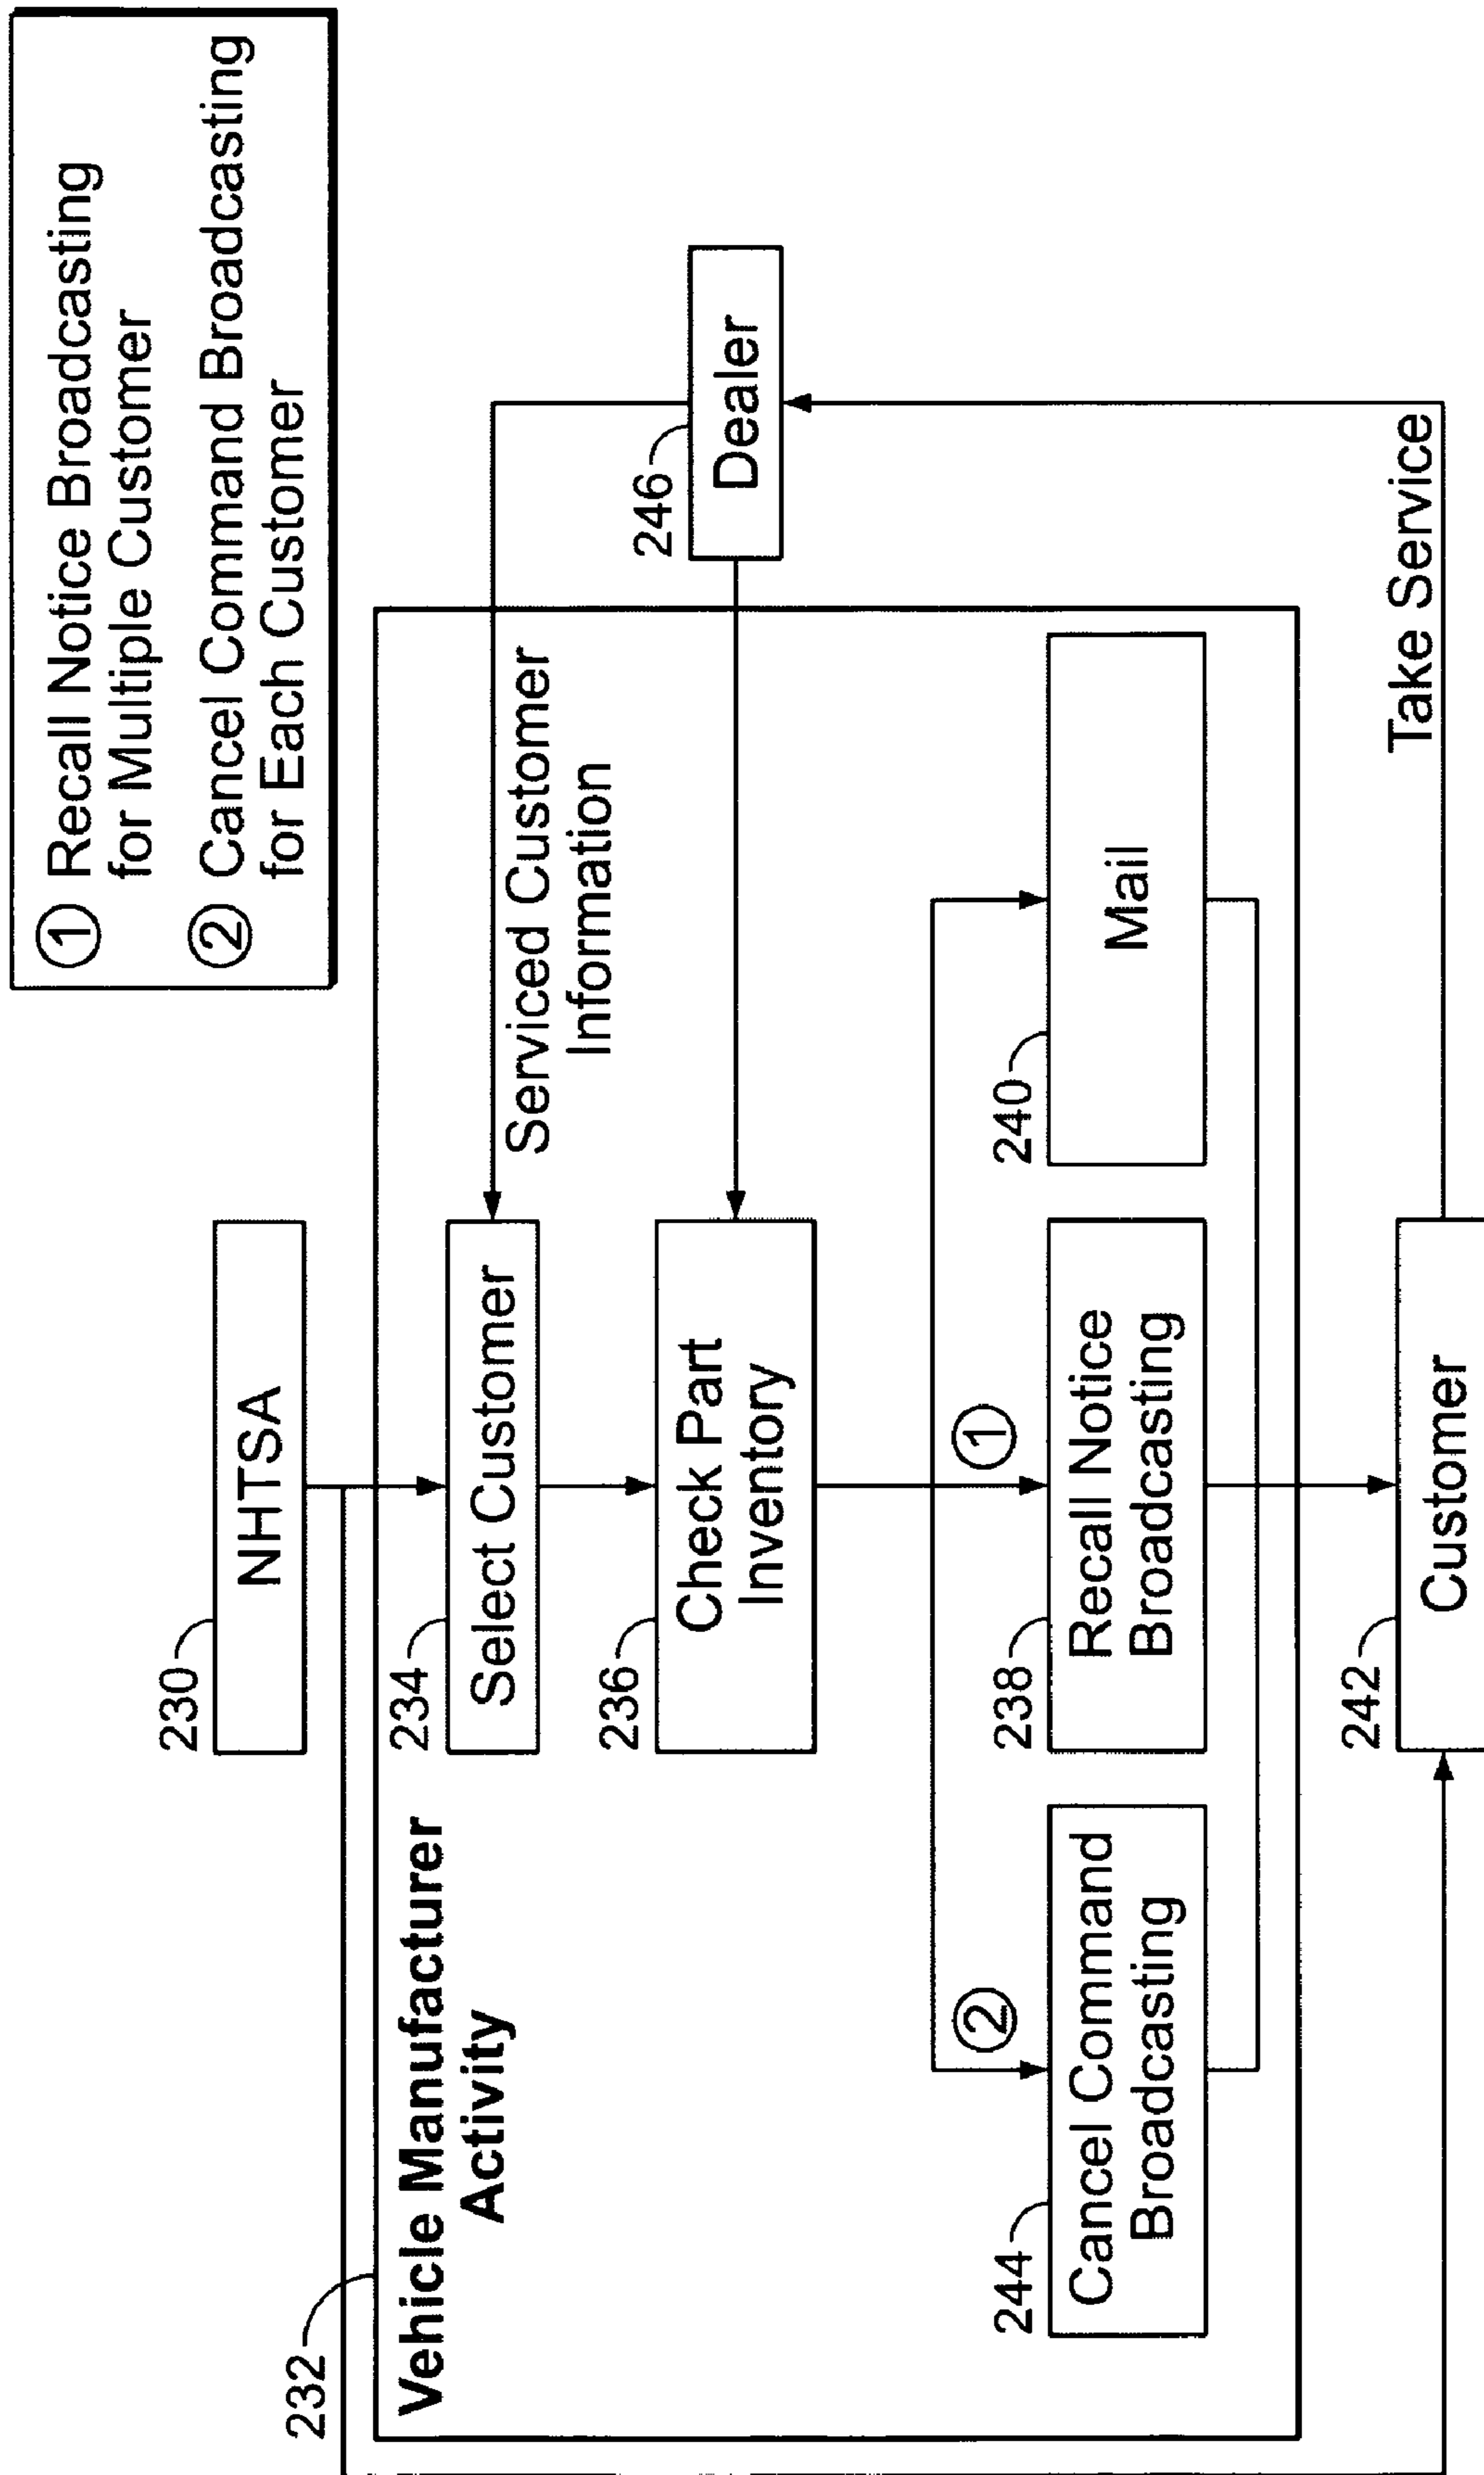 ① Recall Notice Broadcasting
for Multiple Customer
② Cancel Command Broadcasting
for Each Customer
230
NHTSA
232
Vehicle Manufacturer
Activity
234
Select Customer
Serviced Customer
Information
236
Check Part
Inventory
246
Dealer
②
①
244
Cancel Command
Broadcasting
238
Recall Notice
Broadcasting
240
Mail
242
Customer
Take Service